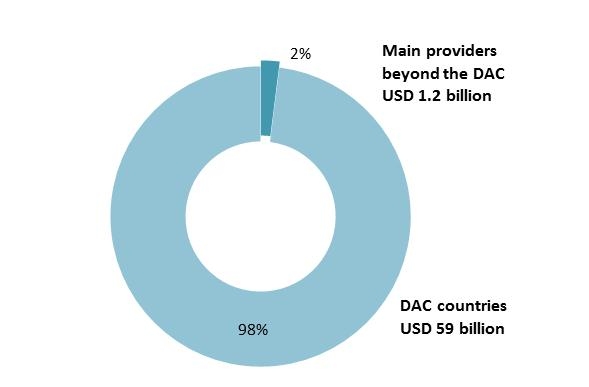 2%
Main providers
beyond the DAC
USD 1.2 billion
DAC countries
USD 59 billion
98%